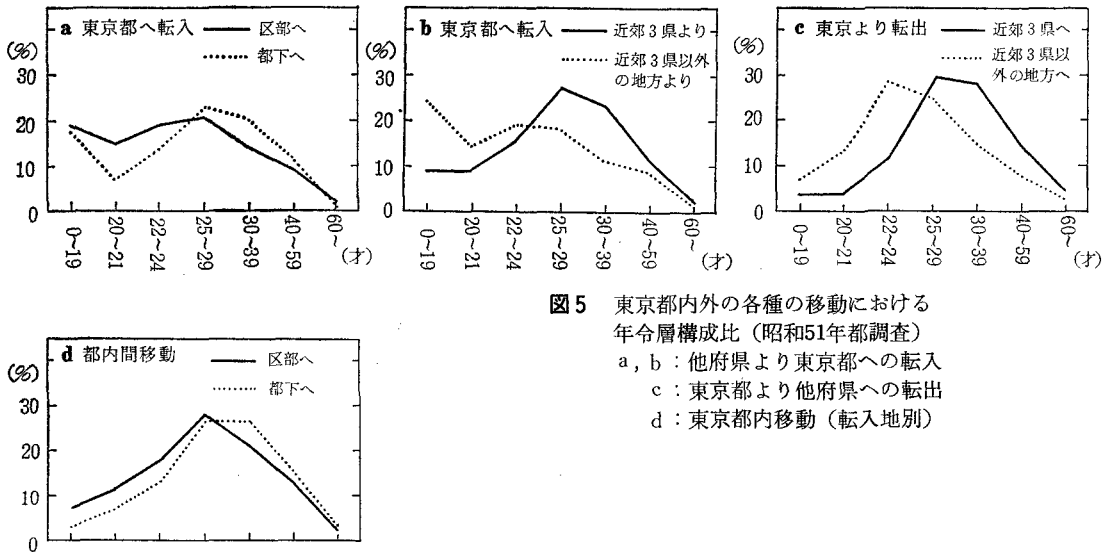 a 東京都へ転入
区部へ
都下へ
(%)
30
20
10
0
0~19
20~21
22~24
25~29
30~39
40~59
60~
(才)
b 東京都へ転入
近郊3県より
近郊3県以外
の地方より
(%)
30
20
10
0
0~19
20~21
22~24
25~29
30~39
40~59
60~
(才)
c 東京より転出
近郊3県へ
近郊3県以
外の地方へ
(%)
30
20
10
0
0~19
20~21
22~24
25~29
30~39
40~59
60~
(才)
図5 東京都内外の各種の移動における
年令層構成比(昭和51年都調査)
a, b:他府県より東京都への転入
c:東京都より他府県への転出
d:東京都内移動(転入地別)
d 都内間移動
区部へ
都下へ
(%)
30
20
10
0